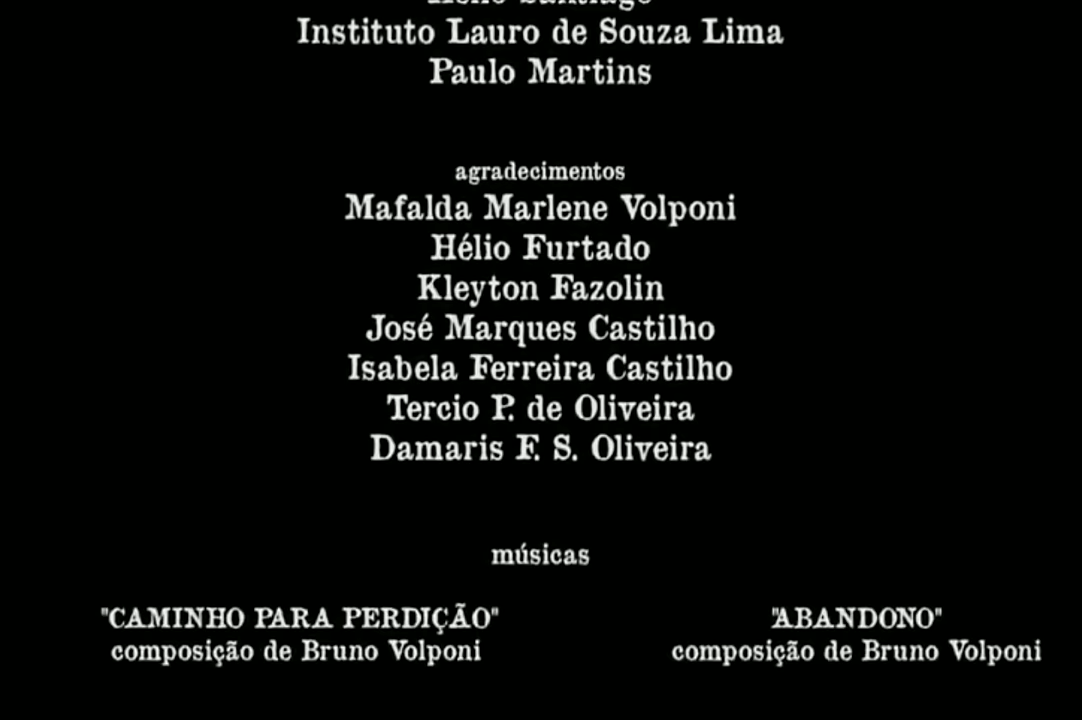 Santiago
Instituto Lauro de Souza Lima
Paulo Martins
agradecimentos
Mafalda Marlene Volponi
Hélio Furtado
Kleyton Fazolin
José Marques Castilho
Isabela Ferreira Castilho
Tercio P. de Oliveira
Damaris F. S. Oliveira
músicas
"CAMINHO PARA PERDIÇÃO" "ABANDONO"
composição de Bruno Volponi composição de Bruno Volponi